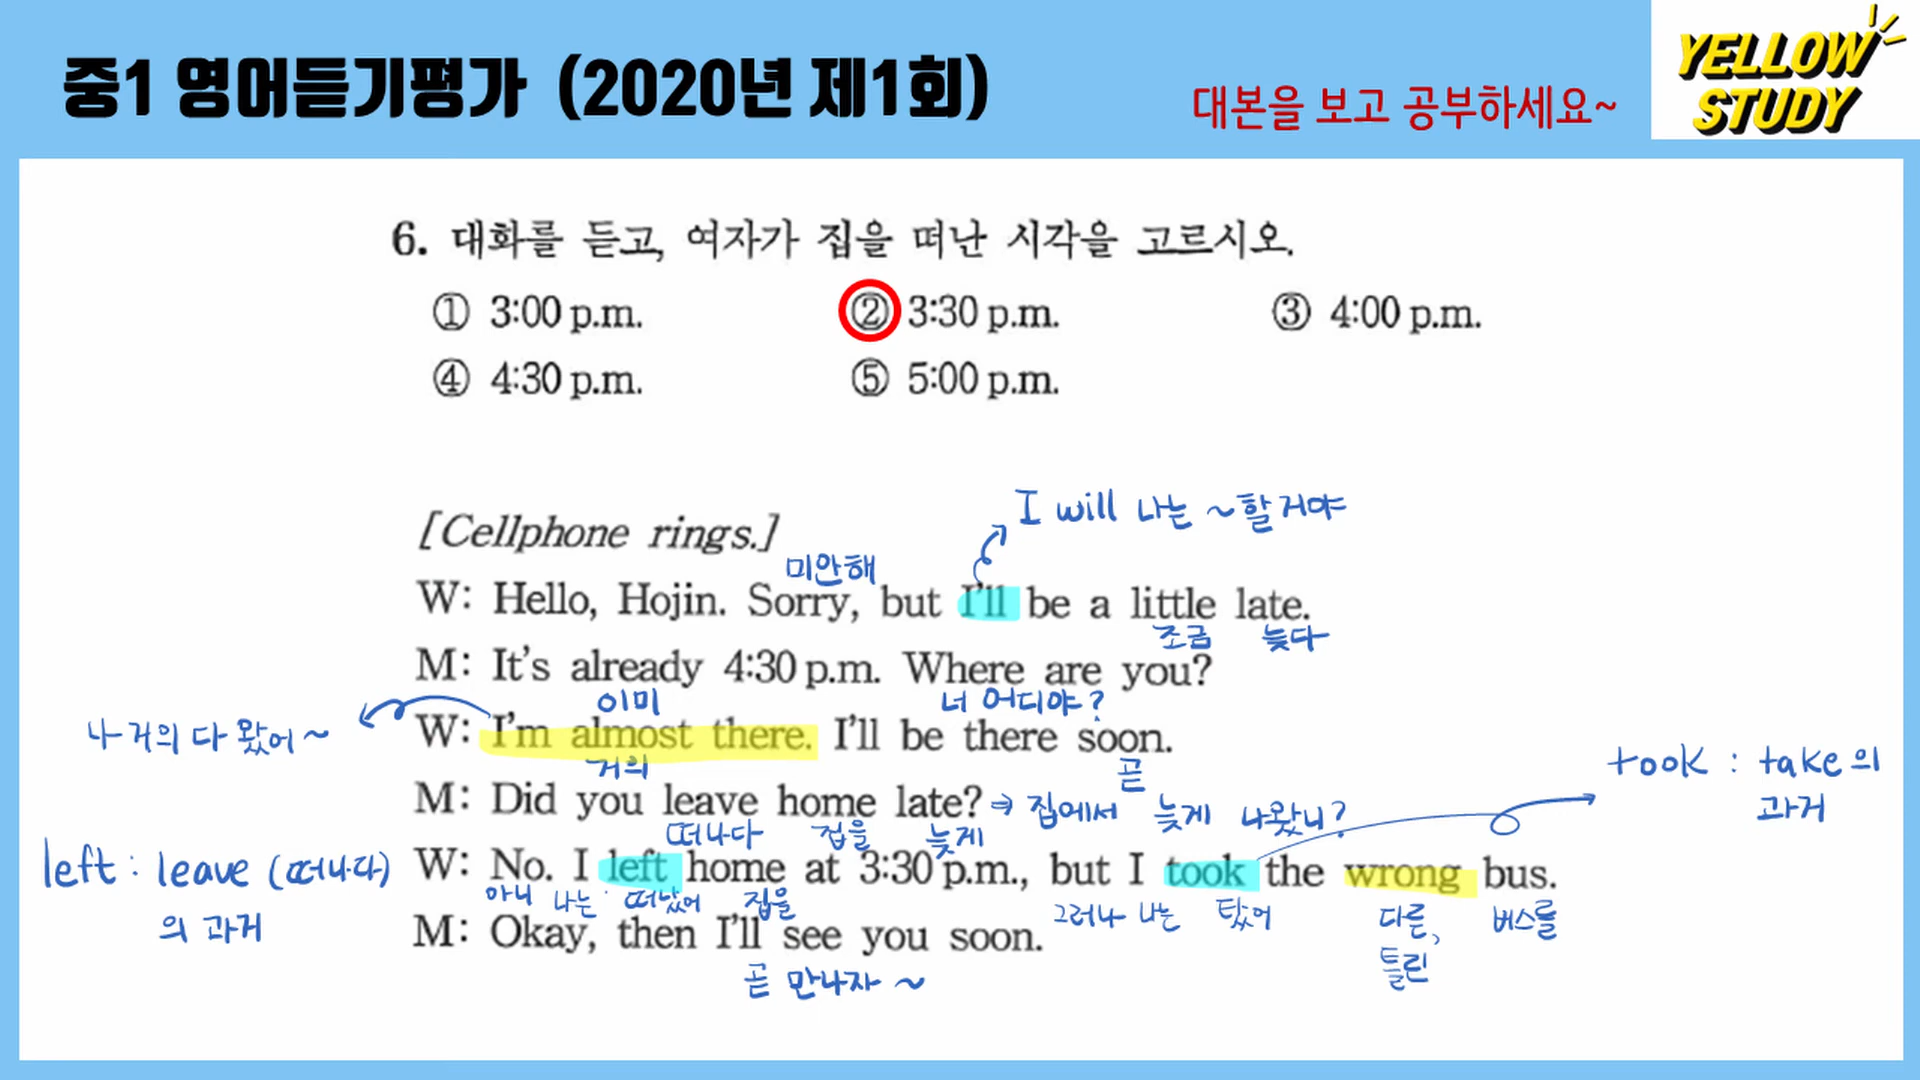 중1 영어듣기평가 (2020년 제1회)
대본을 보고 공부하세요~
YELLOW
STUDY
6. 대화를 듣고, 여자가 집을 떠난 시각을 고르시오.
① 3:00 p.m. ② 3:30 p.m. ③ 4:00 p.m.
④ 4:30 p.m. ⑤ 5:00 p.m.
I will 나는 ~할거야
[Cellphone rings.]
미안해
W: Hello, Hojin. Sorry, but I'll be a little late.
조금 늦다
M: It's already 4:30 p.m. Where are you?
이미 너 어디야?
나 거의 다 왔어~
W: I'm almost there. I'll be there soon.
거의 곧
took : take의
과거
M: Did you leave home late? ⇒ 집에서 늦게 나왔니?
떠나다 집을 늦게
left : leave (떠나다)
의 과거
W: No. I left home at 3:30 p.m., but I took the wrong bus.
아니 나는 떠났어 집을 그러나 나는 탔어 다른, 틀린 버스를
M: Okay, then I'll see you soon.
곧 만나자 ~